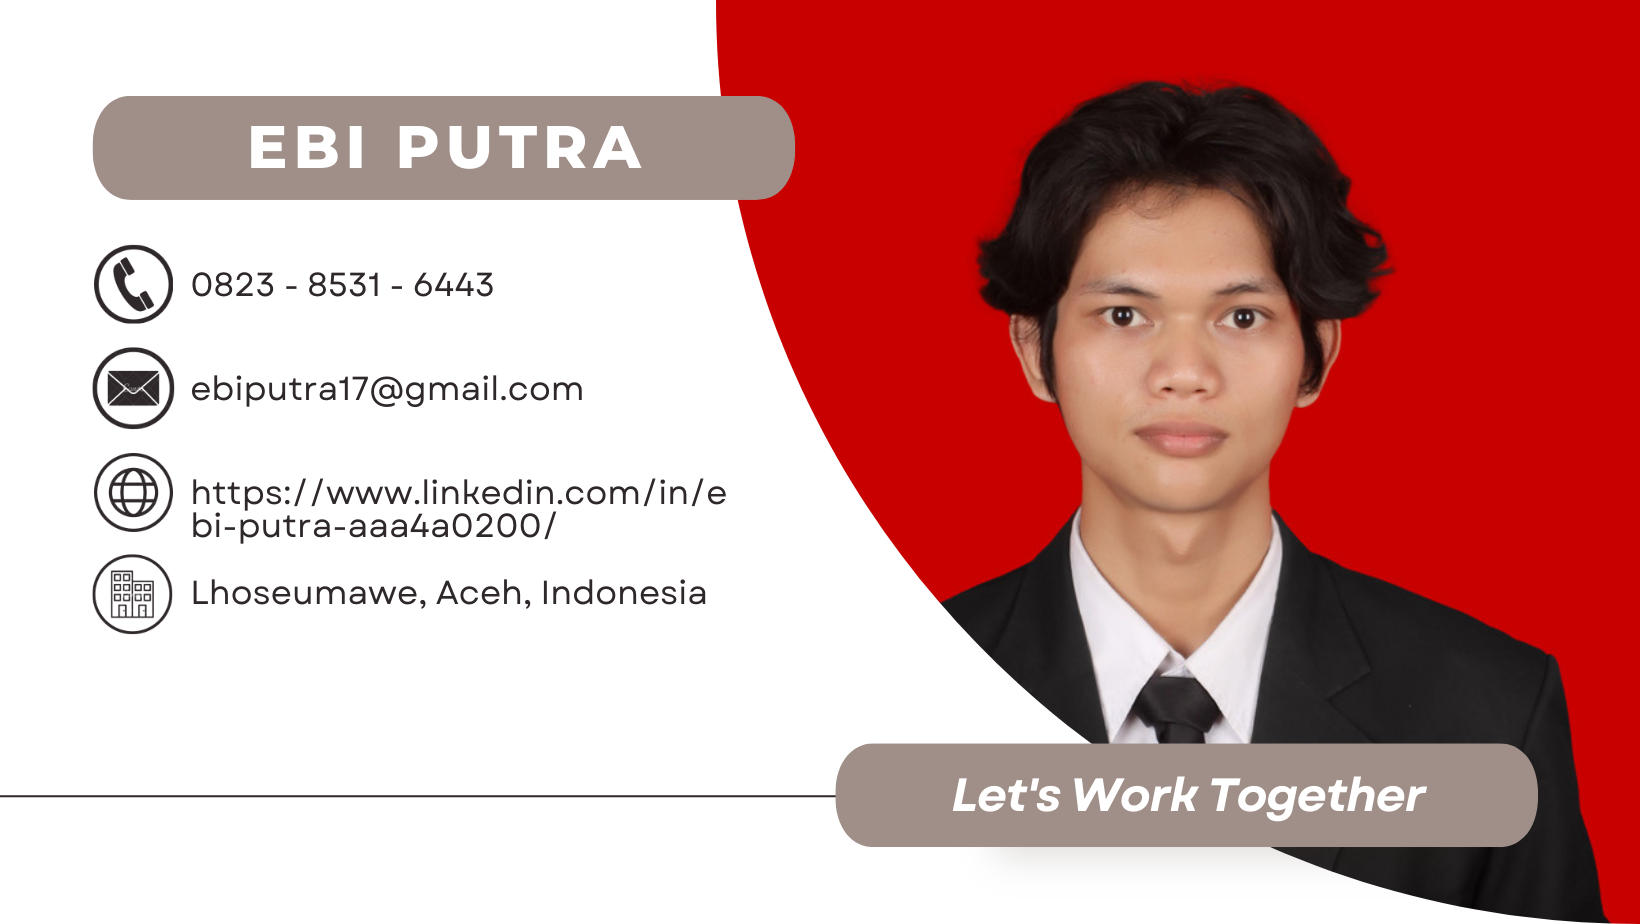 EBI PUTRA
0823 - 8531 - 6443
ebiputra17@gmail.com
https://www.linkedin.com/in/e
bi-putra-aaa4a0200/
Lhoseumawe, Aceh, Indonesia
Let's Work Together